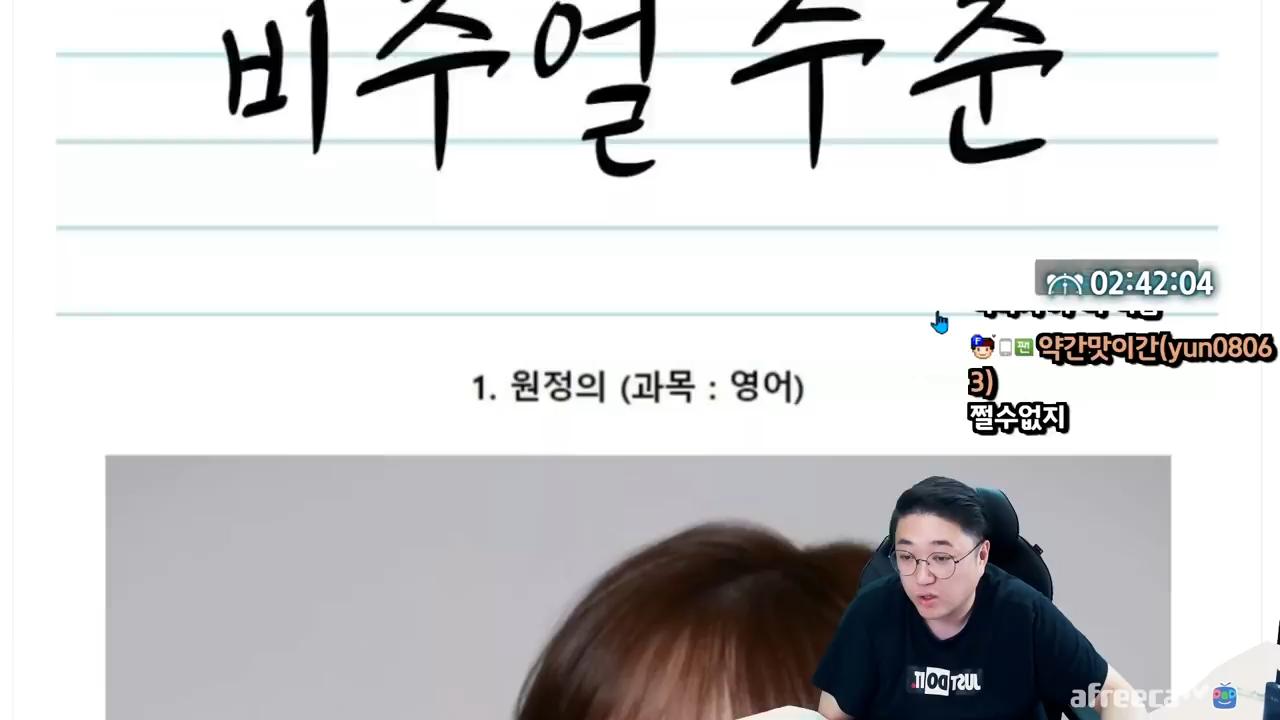 비주얼 수준
02:42:04
약간맛이간(yun0806
3)
쩔수없지
1. 원정의 (과목 : 영어)
JUST DO IT.
afreecaTV